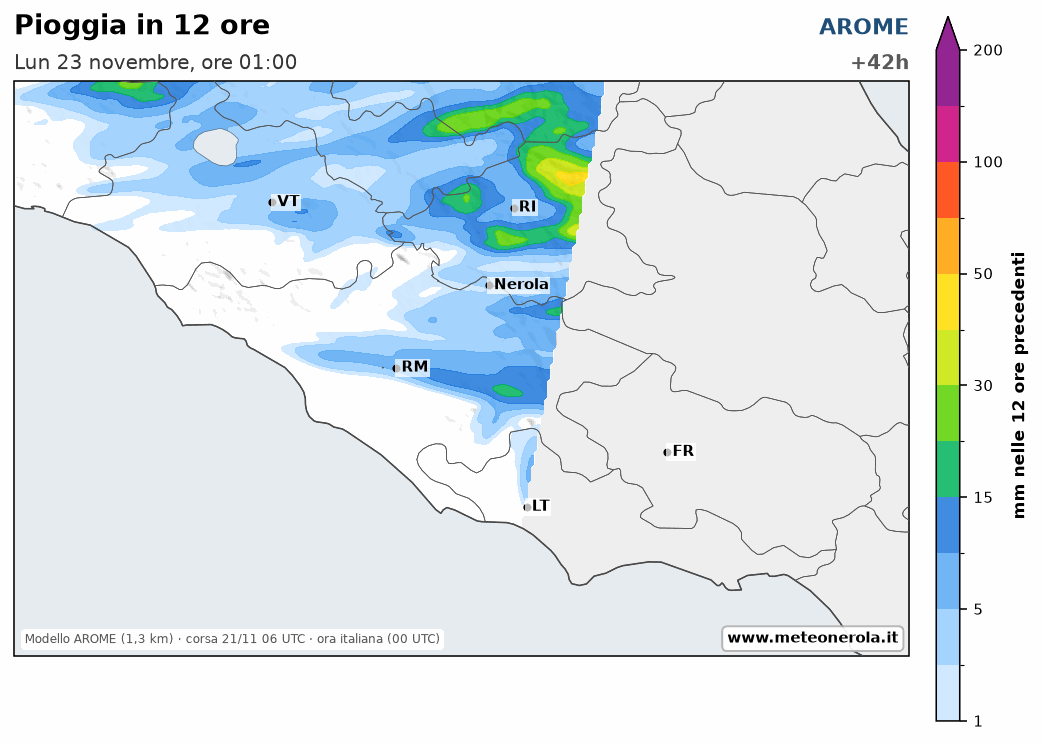 Pioggia in 12 ore
AROME
Lun 23 novembre, ore 01:00
+42h
200
100
50
30
15
5
1
mm nelle 12 ore precedenti
VT
RI
Nerola
RM
FR
LT
Modello AROME (1,3 km) · corsa 21/11 06 UTC · ora italiana (00 UTC)
www.meteonerola.it